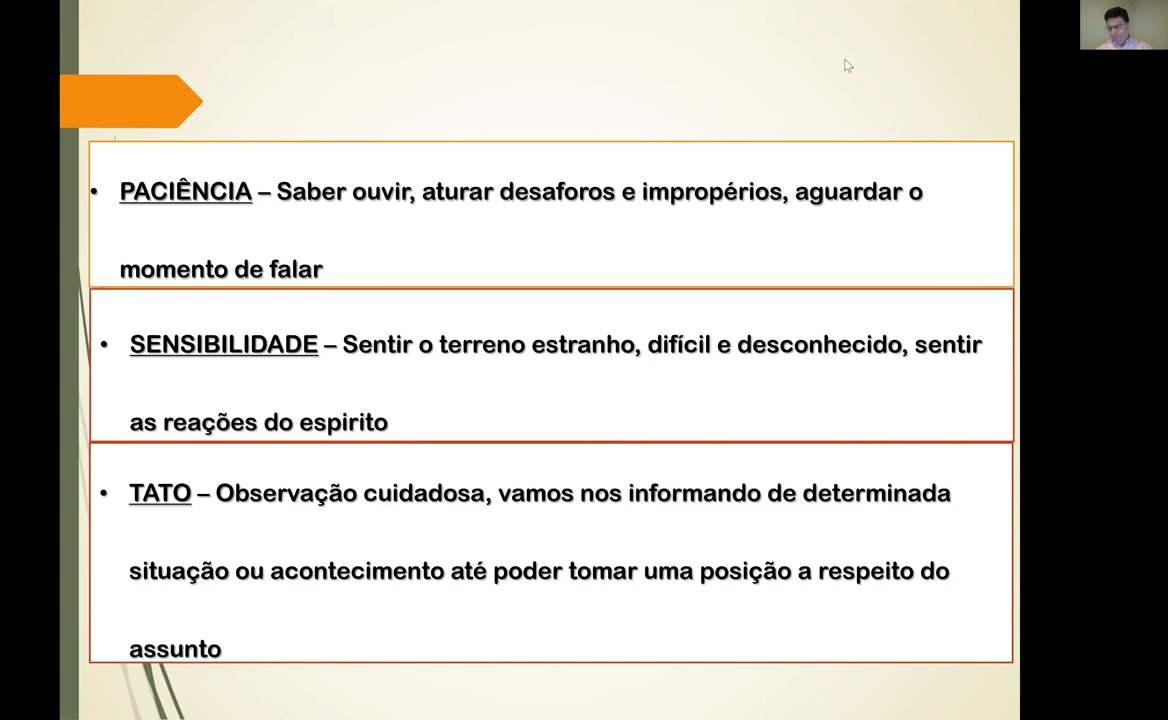 • PACIÊNCIA – Saber ouvir, aturar desaforos e impropérios, aguardar o
momento de falar
• SENSIBILIDADE – Sentir o terreno estranho, difícil e desconhecido, sentir
as reações do espirito
• TATO – Observação cuidadosa, vamos nos informando de determinada
situação ou acontecimento até poder tomar uma posição a respeito do
assunto